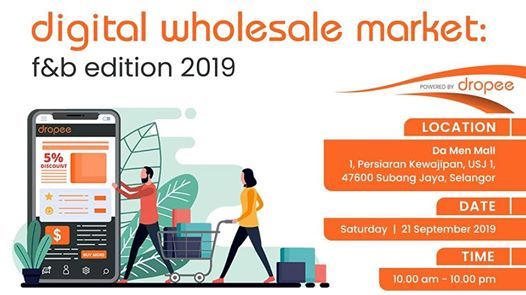 digital wholesale market:
f&b edition 2019
POWERED BY dropee
LOCATION
Da Men Mall
1, Persiaran Kewajipan, USJ 1,
47600 Subang Jaya, Selangor
DATE
Saturday | 21 September 2019
TIME
10.00 am - 10.00 pm
dropee
5%
DISCOUNT
$
BUY MORE